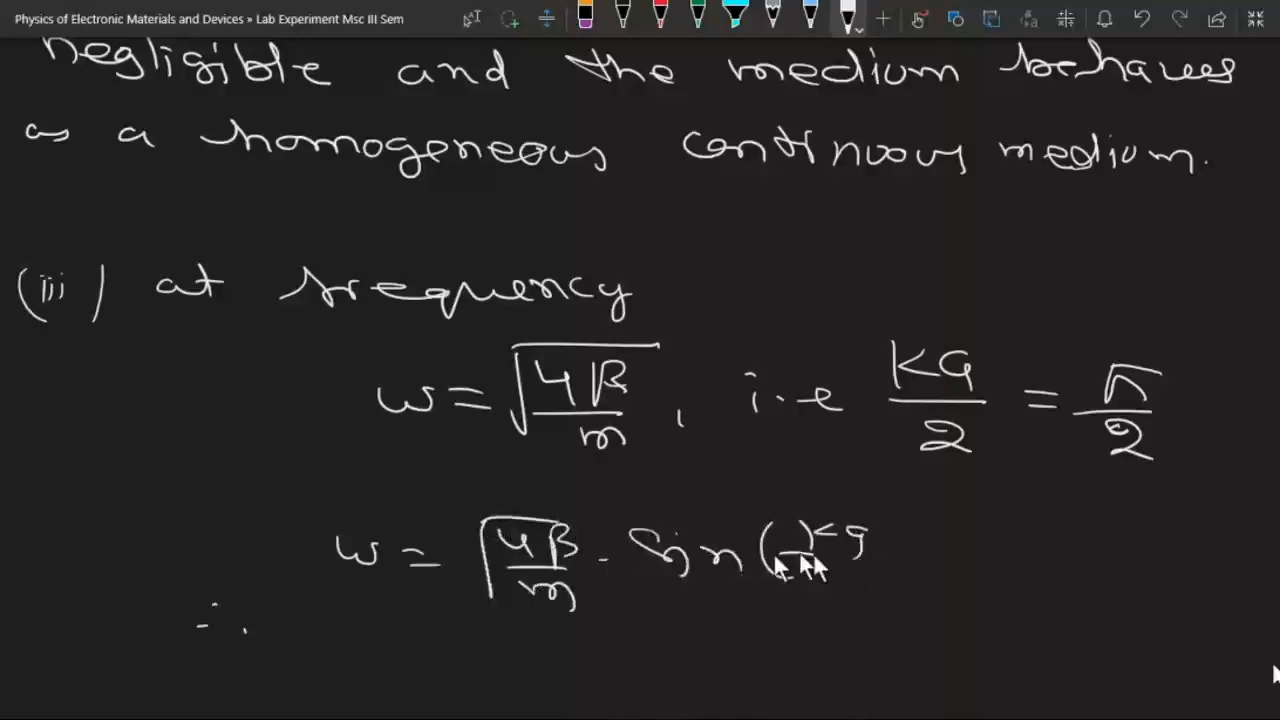 Physics of Electronic Materials and Devices » Lab Experiment Msc III Sem
negligible and the medium behaves
as a homogeneous continuous medium.
(iii) at frequency
w = √(4β/m), i.e Ka/2 = π/2
w = √(4β/m) · Sin ( ) Ka
∴